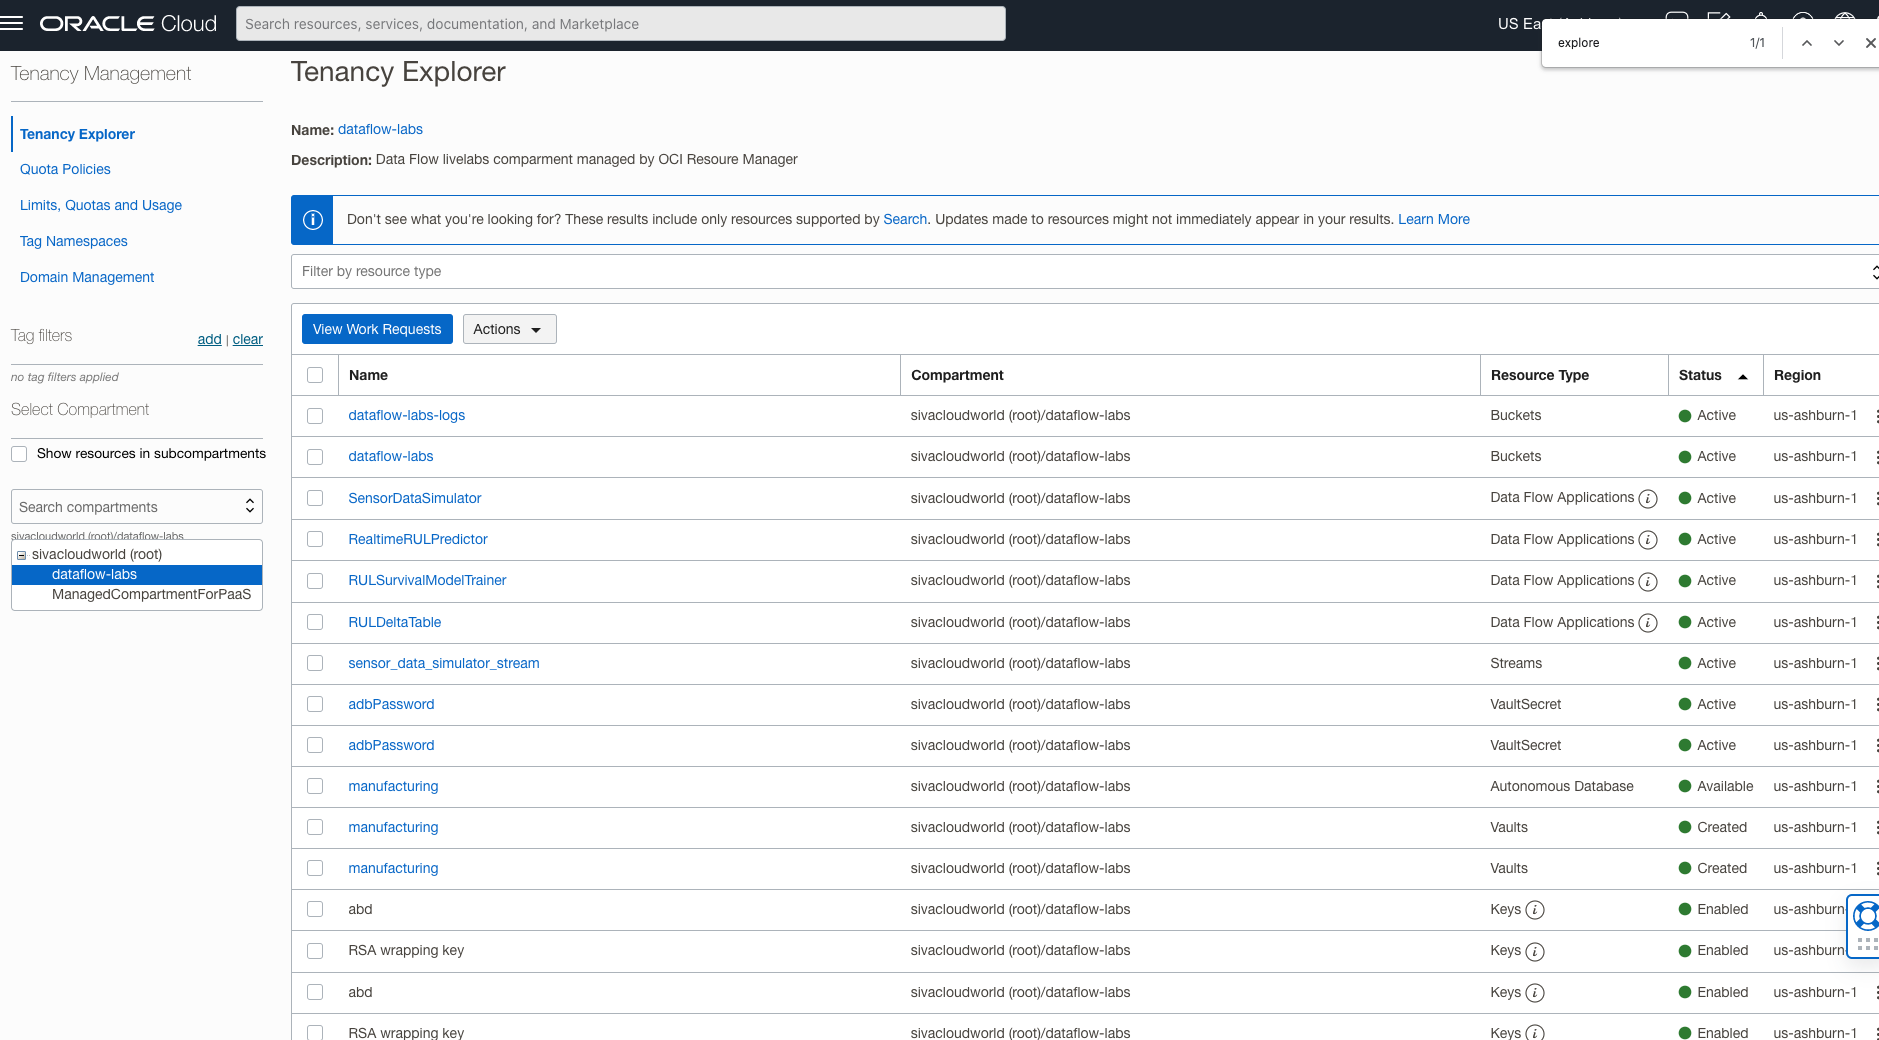 ORACLE Cloud
Search resources, services, documentation, and Marketplace
US Eas
explore
1/1
Tenancy Management
Tenancy Explorer
Quota Policies
Limits, Quotas and Usage
Tag Namespaces
Domain Management
Tag filters
add | clear
no tag filters applied
Select Compartment
Show resources in subcompartments
Search compartments
sivacloudworld (root)/dataflow-labs
sivacloudworld (root)
dataflow-labs
ManagedCompartmentForPaaS
Tenancy Explorer
Name: dataflow-labs
Description: Data Flow livelabs comparment managed by OCI Resoure Manager
Don't see what you're looking for? These results include only resources supported by Search. Updates made to resources might not immediately appear in your results. Learn More
Filter by resource type
View Work Requests Actions
Name Compartment Resource Type Status Region
dataflow-labs-logs sivacloudworld (root)/dataflow-labs Buckets Active us-ashburn-1
dataflow-labs sivacloudworld (root)/dataflow-labs Buckets Active us-ashburn-1
SensorDataSimulator sivacloudworld (root)/dataflow-labs Data Flow Applications Active us-ashburn-1
RealtimeRULPredictor sivacloudworld (root)/dataflow-labs Data Flow Applications Active us-ashburn-1
RULSurvivalModelTrainer sivacloudworld (root)/dataflow-labs Data Flow Applications Active us-ashburn-1
RULDeltaTable sivacloudworld (root)/dataflow-labs Data Flow Applications Active us-ashburn-1
sensor_data_simulator_stream sivacloudworld (root)/dataflow-labs Streams Active us-ashburn-1
adbPassword sivacloudworld (root)/dataflow-labs VaultSecret Active us-ashburn-1
adbPassword sivacloudworld (root)/dataflow-labs VaultSecret Active us-ashburn-1
manufacturing sivacloudworld (root)/dataflow-labs Autonomous Database Available us-ashburn-1
manufacturing sivacloudworld (root)/dataflow-labs Vaults Created us-ashburn-1
manufacturing sivacloudworld (root)/dataflow-labs Vaults Created us-ashburn-1
abd sivacloudworld (root)/dataflow-labs Keys Enabled us-ashburn
RSA wrapping key sivacloudworld (root)/dataflow-labs Keys Enabled us-ashburn
abd sivacloudworld (root)/dataflow-labs Keys Enabled us-ashburn-1
RSA wrapping key sivacloudworld (root)/dataflow-labs Keys Enabled us-ashburn-1